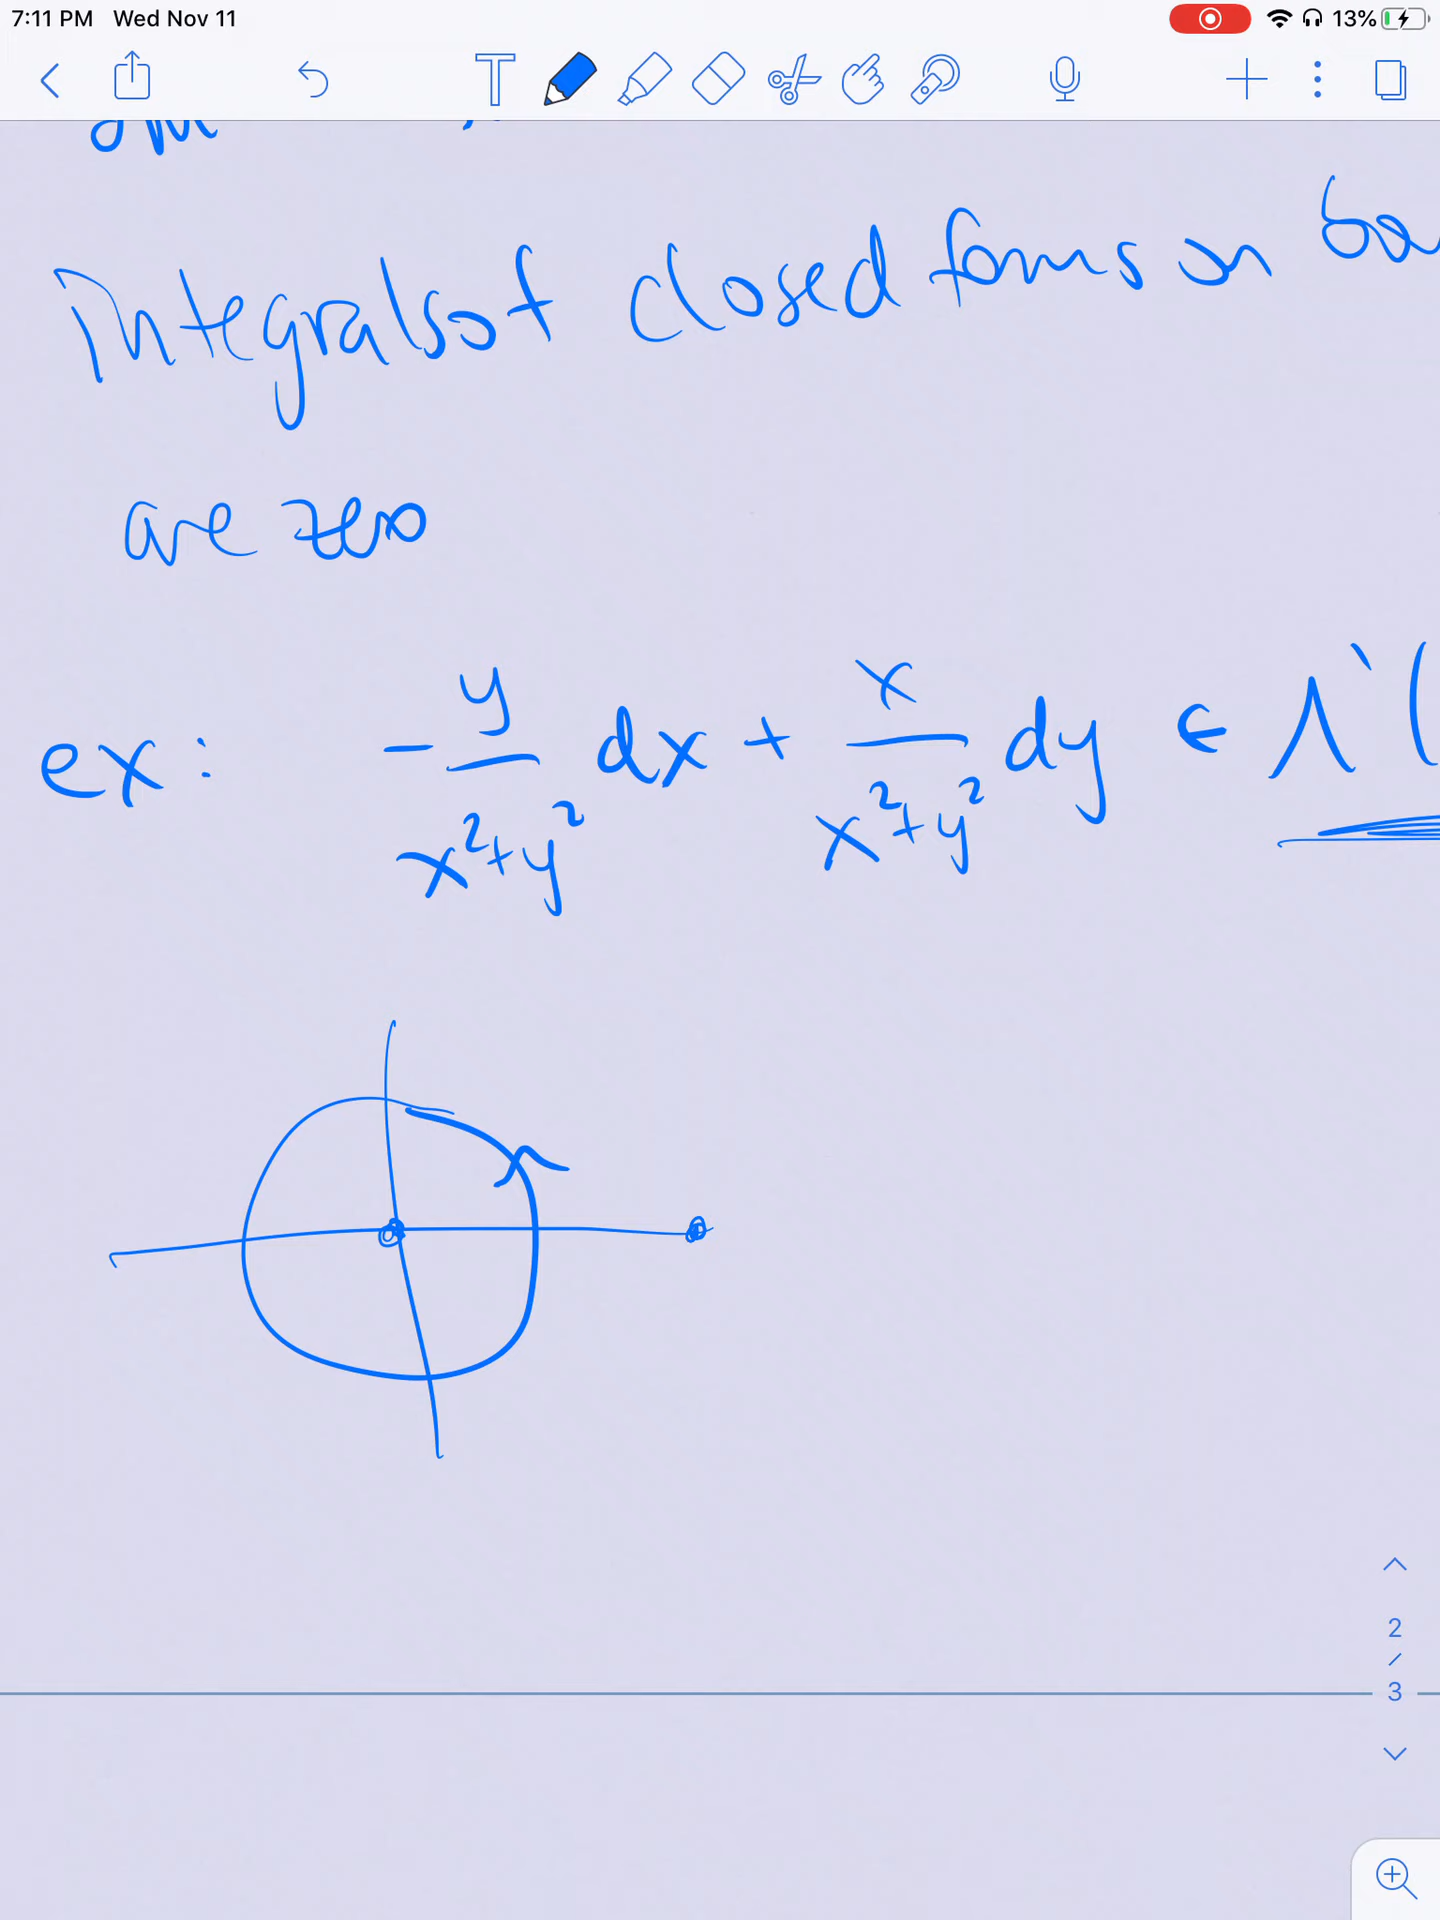 7:11 PM Wed Nov 11 13%
T
Integrals of closed forms on
are zero
ex: - y/x²+y² dx + x/x²+y² dy ∈ Λ¹(
2
/
3